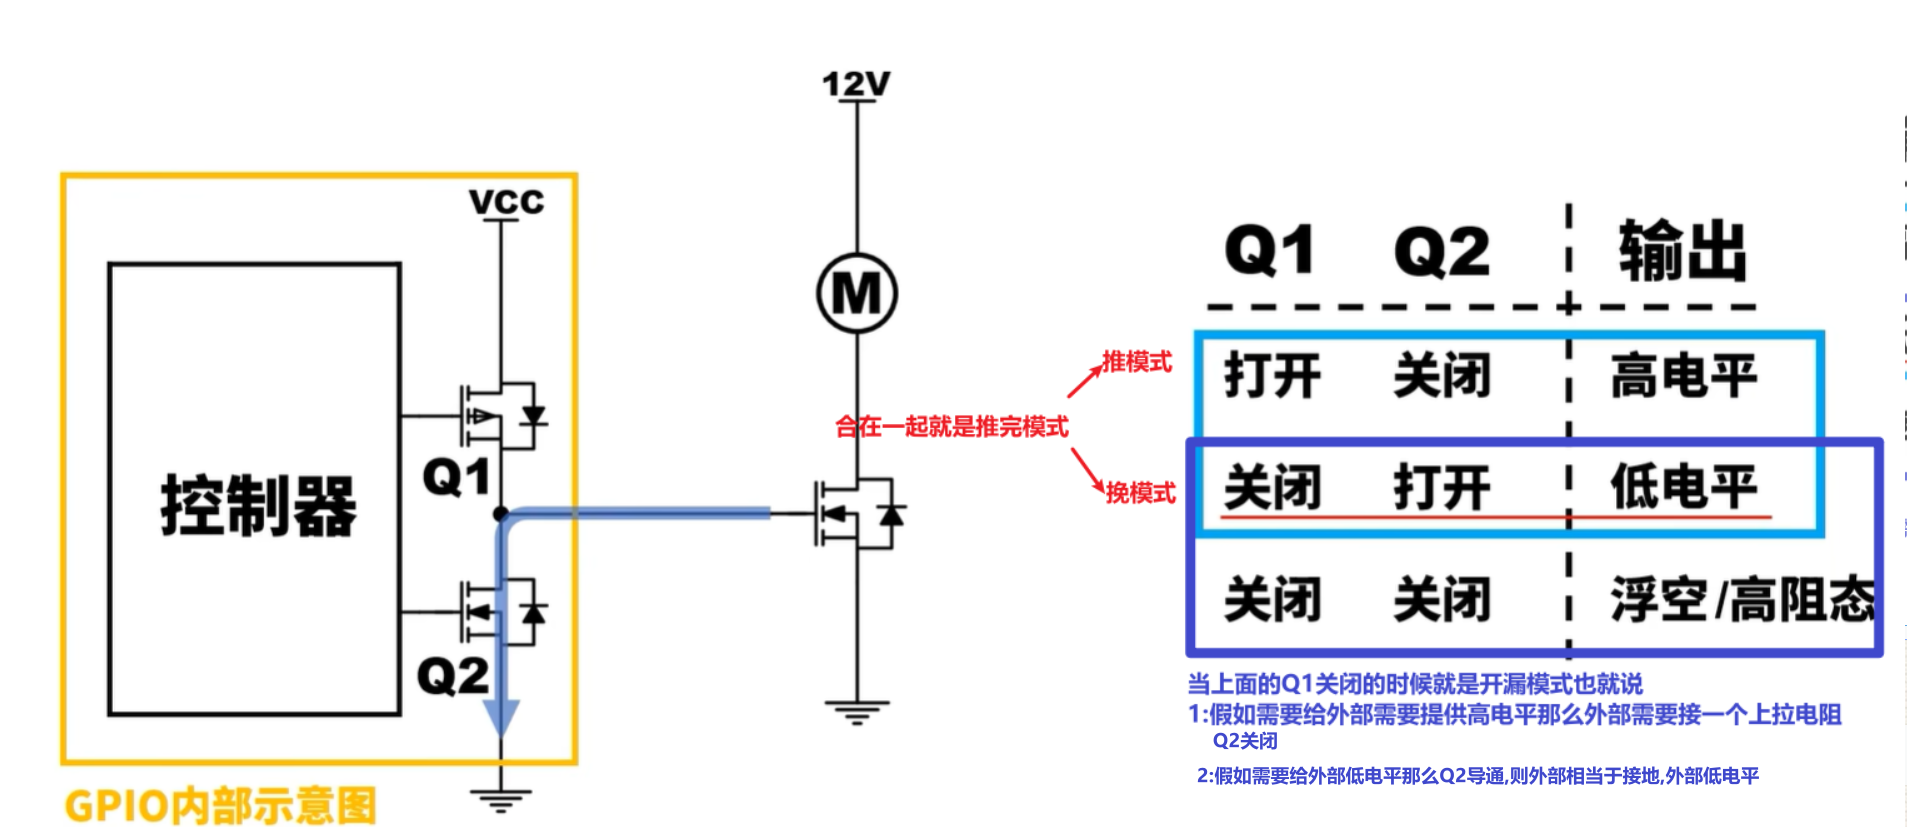 12V
VCC
M
控制器
Q1
Q2
GPIO内部示意图
合在一起就是推完模式
推模式
挽模式
Q1 Q2 输出
打开 关闭 高电平
关闭 打开 低电平
关闭 关闭 浮空/高阻态
当上面的Q1关闭的时候就是开漏模式也就说
1:假如需要给外部需要提供高电平那么外部需要接一个上拉电阻
Q2关闭
2:假如需要给外部低电平那么Q2导通,则外部相当于接地,外部低电平